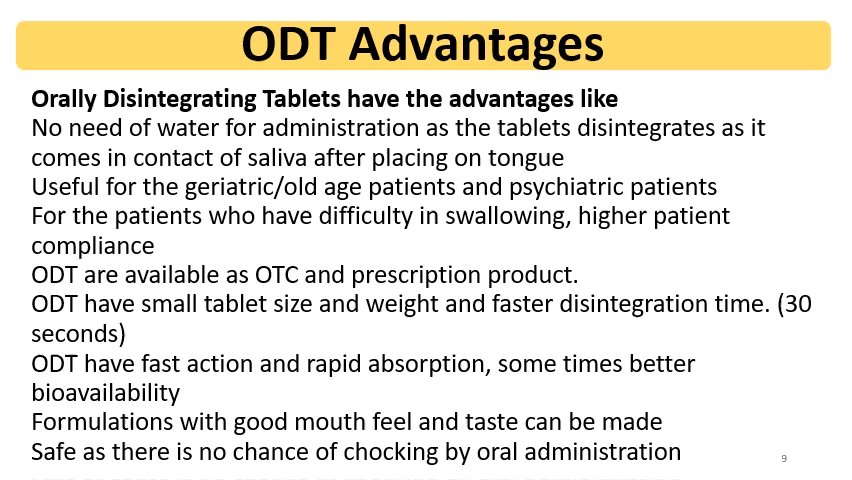 ODT Advantages
Orally Disintegrating Tablets have the advantages like
No need of water for administration as the tablets disintegrates as it
comes in contact of saliva after placing on tongue
Useful for the geriatric/old age patients and psychiatric patients
For the patients who have difficulty in swallowing, higher patient
compliance
ODT are available as OTC and prescription product.
ODT have small tablet size and weight and faster disintegration time. (30
seconds)
ODT have fast action and rapid absorption, some times better
bioavailability
Formulations with good mouth feel and taste can be made
Safe as there is no chance of chocking by oral administration
9